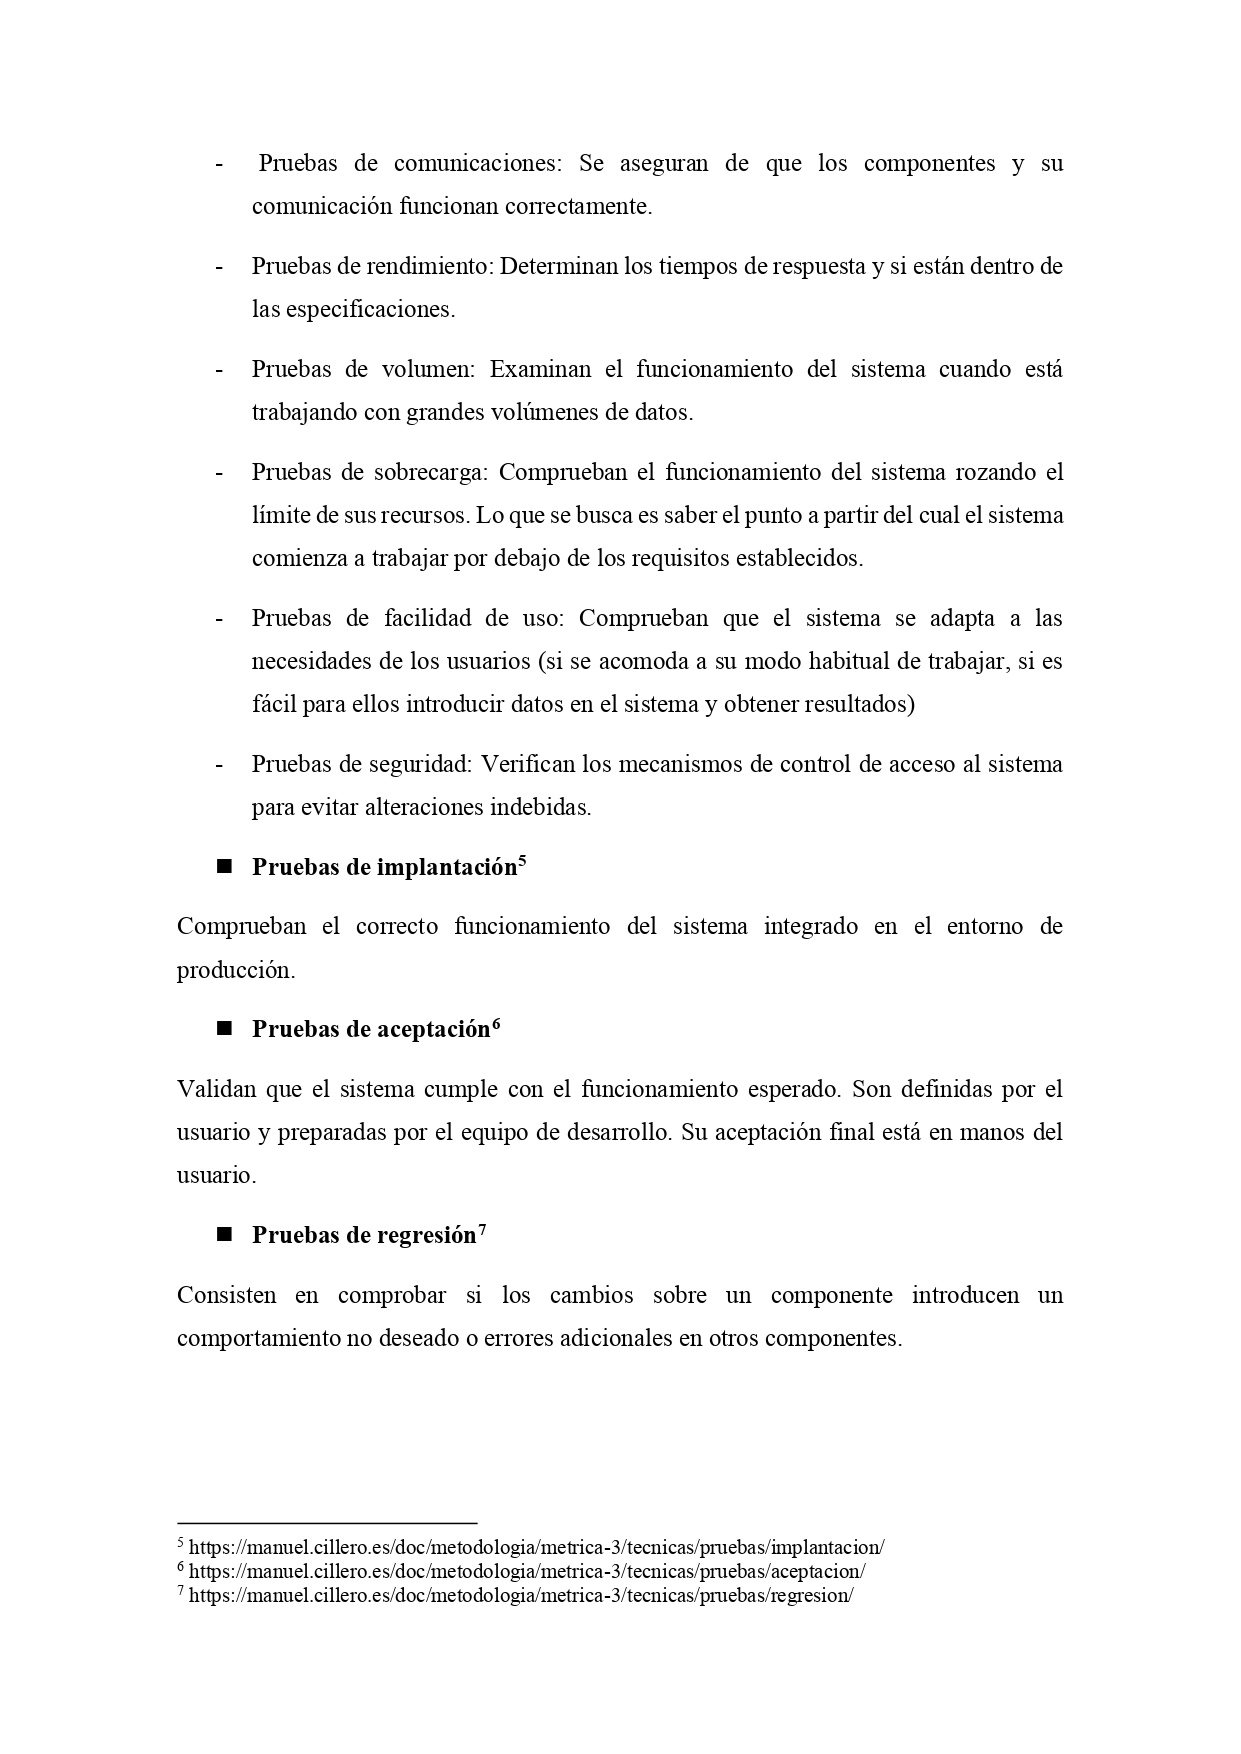 - Pruebas de comunicaciones: Se aseguran de que los componentes y su
comunicación funcionan correctamente.
- Pruebas de rendimiento: Determinan los tiempos de respuesta y si están dentro de
las especificaciones.
- Pruebas de volumen: Examinan el funcionamiento del sistema cuando está
trabajando con grandes volúmenes de datos.
- Pruebas de sobrecarga: Comprueban el funcionamiento del sistema rozando el
límite de sus recursos. Lo que se busca es saber el punto a partir del cual el sistema
comienza a trabajar por debajo de los requisitos establecidos.
- Pruebas de facilidad de uso: Comprueban que el sistema se adapta a las
necesidades de los usuarios (si se acomoda a su modo habitual de trabajar, si es
fácil para ellos introducir datos en el sistema y obtener resultados)
- Pruebas de seguridad: Verifican los mecanismos de control de acceso al sistema
para evitar alteraciones indebidas.
■ Pruebas de implantación⁵
Comprueban el correcto funcionamiento del sistema integrado en el entorno de
producción.
■ Pruebas de aceptación⁶
Validan que el sistema cumple con el funcionamiento esperado. Son definidas por el
usuario y preparadas por el equipo de desarrollo. Su aceptación final está en manos del
usuario.
■ Pruebas de regresión⁷
Consisten en comprobar si los cambios sobre un componente introducen un
comportamiento no deseado o errores adicionales en otros componentes.
⁵ https://manuel.cillero.es/doc/metodologia/metrica-3/tecnicas/pruebas/implantacion/
⁶ https://manuel.cillero.es/doc/metodologia/metrica-3/tecnicas/pruebas/aceptacion/
⁷ https://manuel.cillero.es/doc/metodologia/metrica-3/tecnicas/pruebas/regresion/